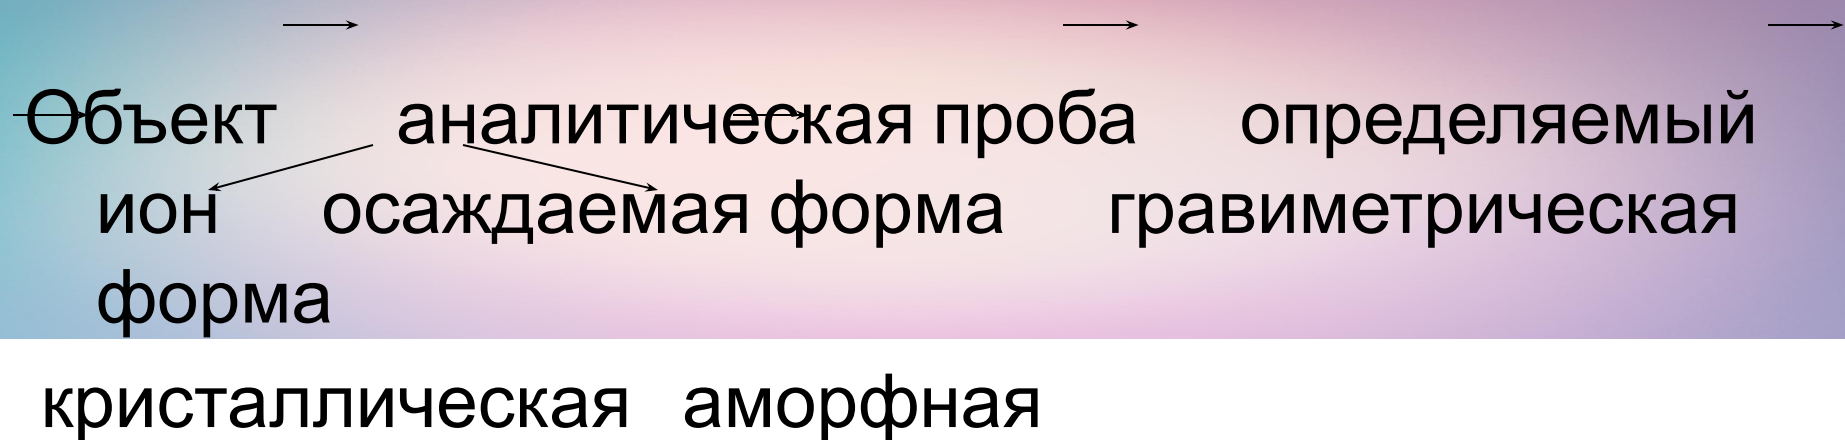 Объект аналитическая проба определяемый
ион осаждаемая форма гравиметрическая
форма
кристаллическая аморфная